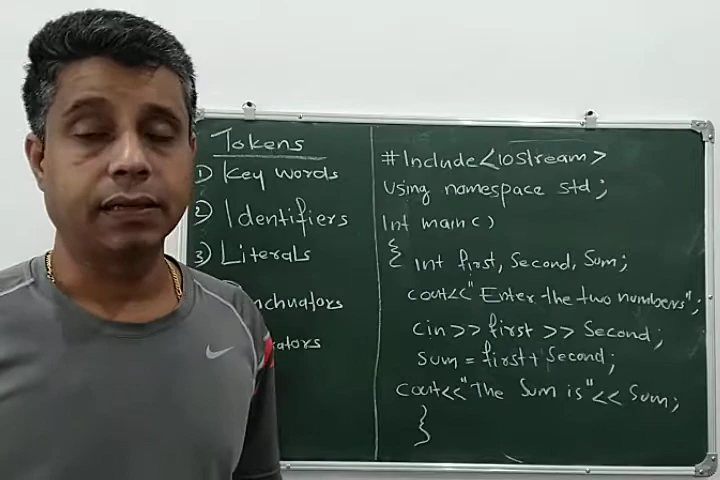 Tokens
1) Key words
2) Identifiers
3) Literals
nchuators
ators
#Include<Iostream>
Using namespace std;
Int main()
{ Int first, Second, Sum;
cout<<"Enter the two numbers";
cin >> first >> Second;
Sum = first + Second;
cout<<"The Sum is"<< Sum;
}